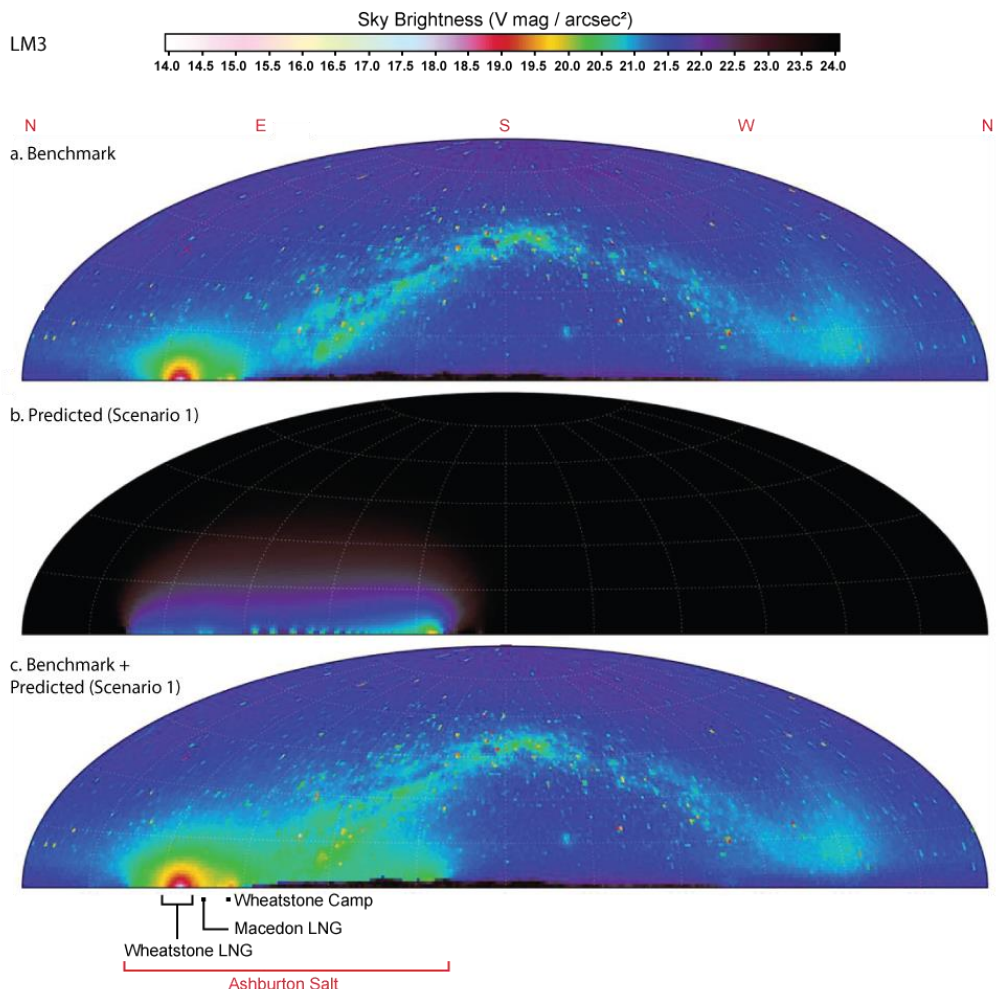 Sky Brightness (V mag / arcsec²)
LM3
14.0 14.5 15.0 15.5 16.0 16.5 17.0 17.5 18.0 18.5 19.0 19.5 20.0 20.5 21.0 21.5 22.0 22.5 23.0 23.5 24.0
N E S W N
a. Benchmark
b. Predicted (Scenario 1)
c. Benchmark +
Predicted (Scenario 1)
Wheatstone Camp
Macedon LNG
Wheatstone LNG
Ashburton Salt